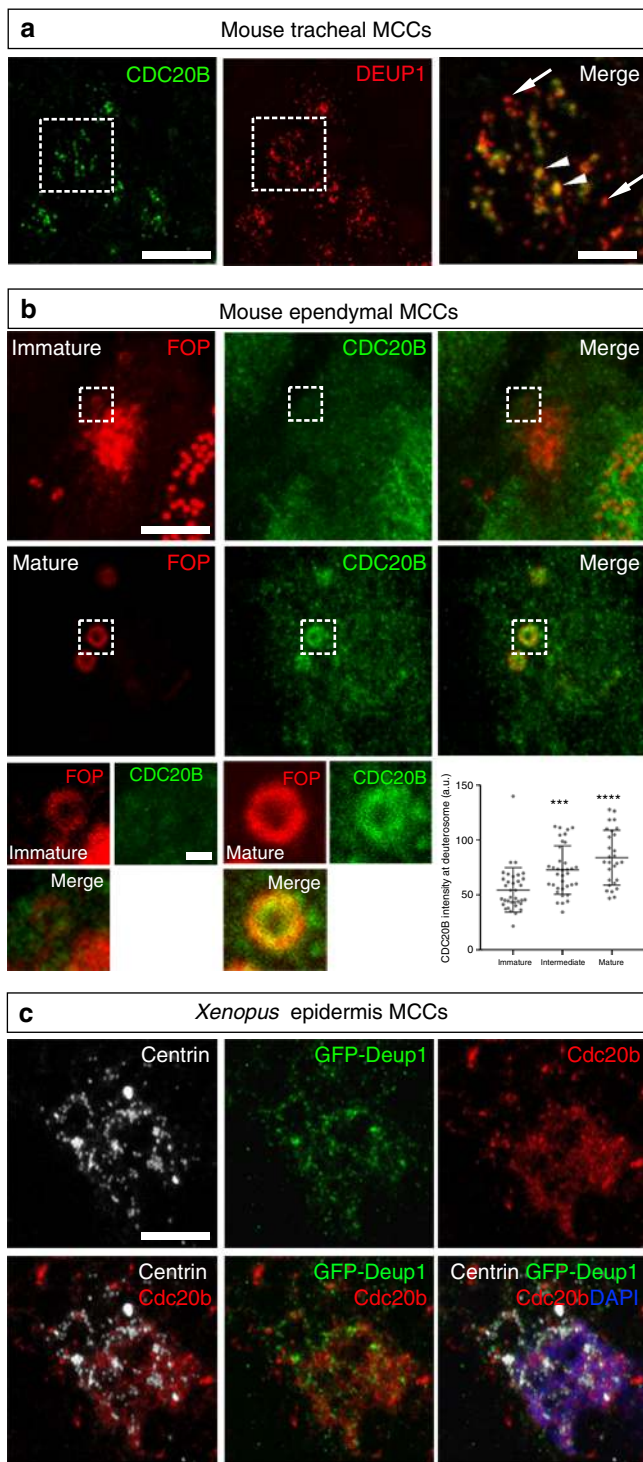 a
Mouse tracheal MCCs
CDC20B
DEUP1
Merge
b
Mouse ependymal MCCs
Immature
FOP
CDC20B
Merge
Mature
FOP
CDC20B
Merge
FOP
Immature
CDC20B
FOP
Mature
CDC20B
Merge
Merge
CDC20B intensity at deuterosome (a.u.)
150
100
50
0
***
****
Immature
Intermediate
Mature
c
Xenopus epidermis MCCs
Centrin
GFP-Deup1
Cdc20b
Centrin
Cdc20b
GFP-Deup1
Cdc20b
Centrin GFP-Deup1
Cdc20bDAPI